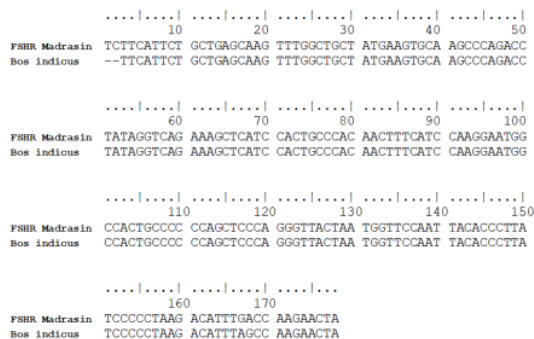 ....|....| ....|....| ....|....| ....|....| ....|....|
10 20 30 40 50
FSHR Madrasin TCTTCATTCT GCTGAGCAAG TTTGGCTGCT ATGAAGTGCA AGCCCAGACC
Bos indicus --TTCATTCT GCTGAGCAAG TTTGGCTGCT ATGAAGTGCA AGCCCAGACC
....|....| ....|....| ....|....| ....|....| ....|....|
60 70 80 90 100
FSHR Madrasin TATAGGTCAG AAAGCTCATC CACTGCCCAC AACTTTCATC CAAGGAATGG
Bos indicus TATAGGTCAG AAAGCTCATC CACTGCCCAC AACTTTCATC CAAGGAATGG
....|....| ....|....| ....|....| ....|....| ....|....|
110 120 130 140 150
FSHR Madrasin CCACTGCCCC CCAGCTCCCA GGGTTACTAA TGGTTCCAAT TACACCCTTA
Bos indicus CCACTGCCCC CCAGCTCCCA GGGTTACTAA TGGTTCCAAT TACACCCTTA
....|....| ....|....| ....|...
160 170
FSHR Madrasin TCCCCCTAAG ACATTTGACC AAGAACTA
Bos indicus TCCCCCTAAG ACATTTAGCC AAGAACTA